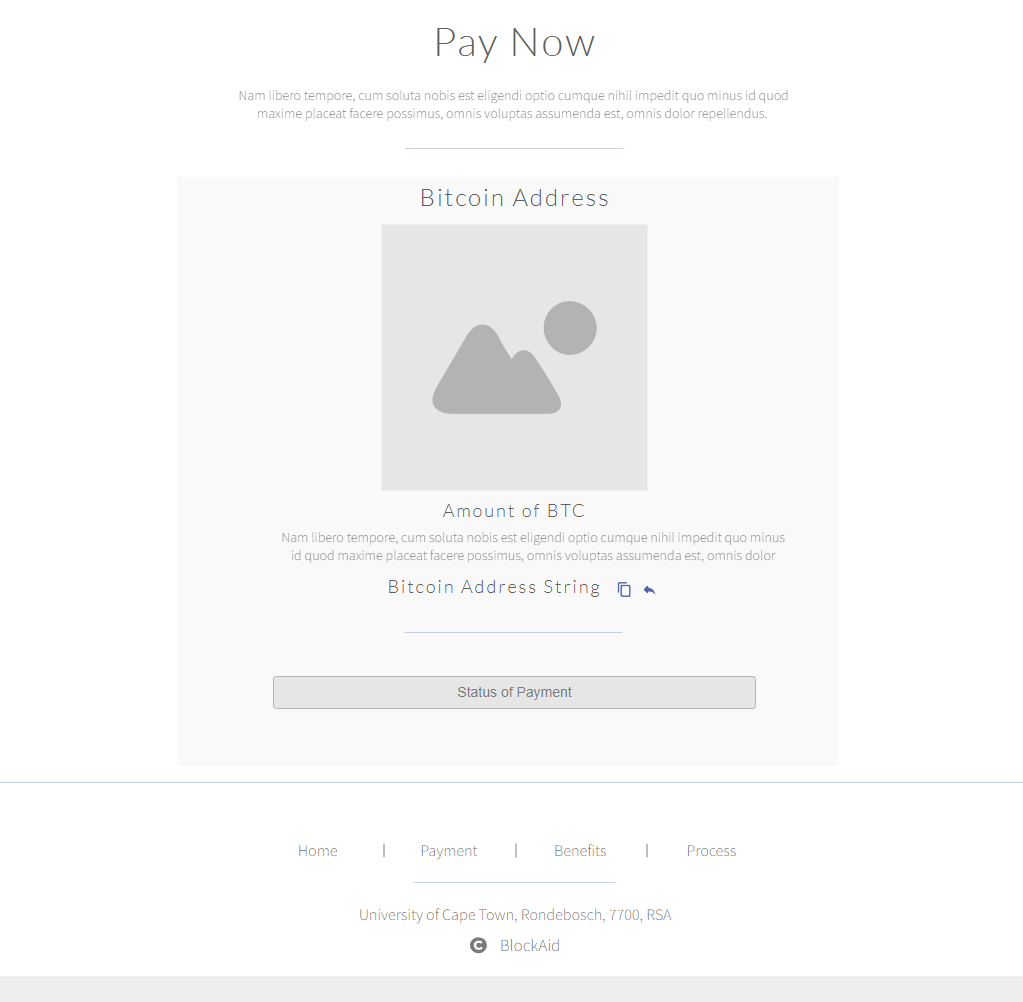 Pay Now
Nam libero tempore, cum soluta nobis est eligendi optio cumque nihil impedit quo minus id quod
maxime placeat facere possimus, omnis voluptas assumenda est, omnis dolor repellendus.
Bitcoin Address
Amount of BTC
Nam libero tempore, cum soluta nobis est eligendi optio cumque nihil impedit quo minus
id quod maxime placeat facere possimus, omnis voluptas assumenda est, omnis dolor
Bitcoin Address String
Status of Payment
Home | Payment | Benefits | Process
University of Cape Town, Rondebosch, 7700, RSA
© BlockAid